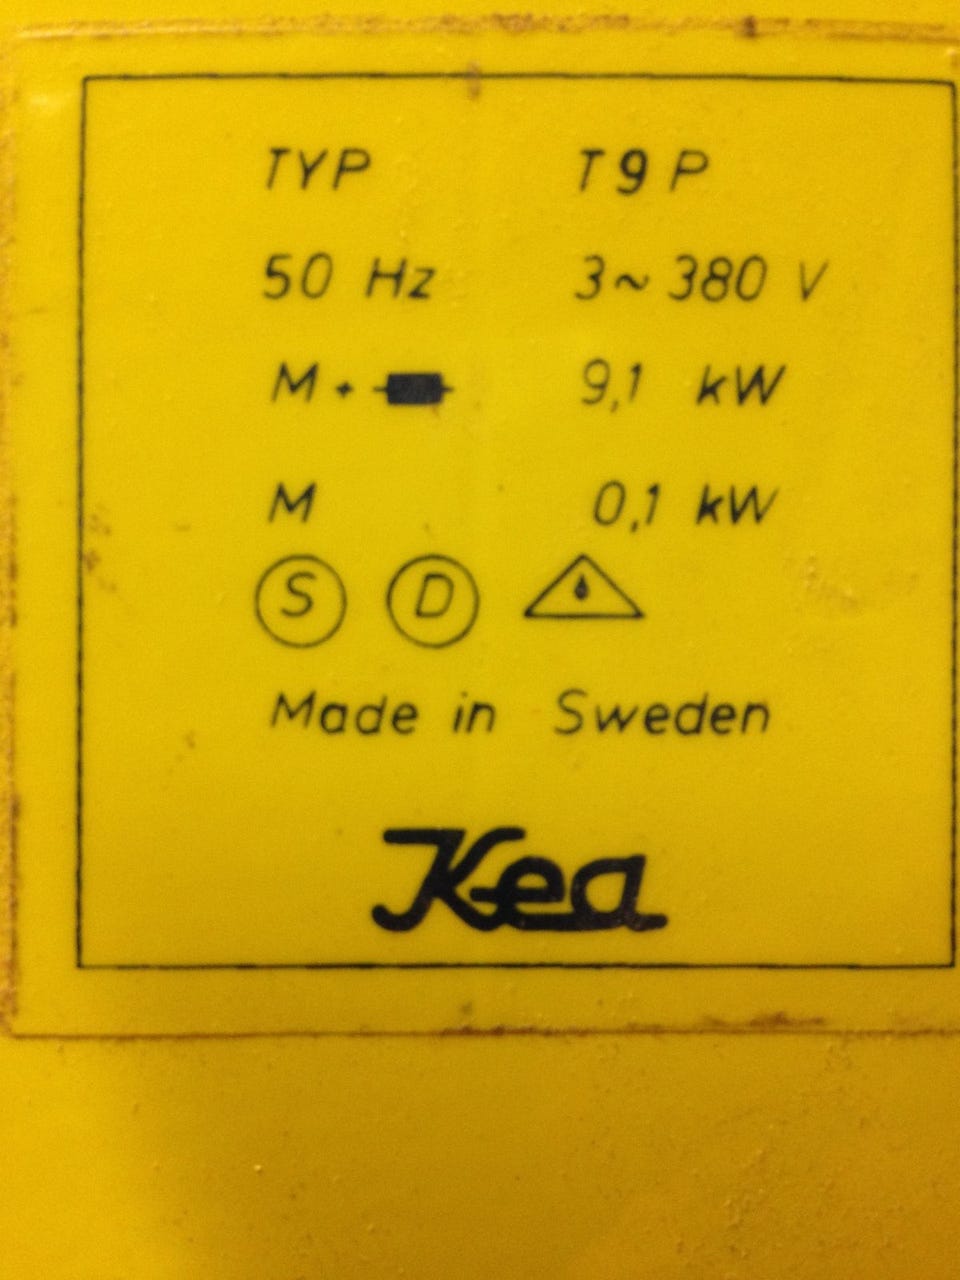 TYP T9P
50 Hz 3~380 V
M + 9,1 kW
M 0,1 kW
S D
Made in Sweden
Kea